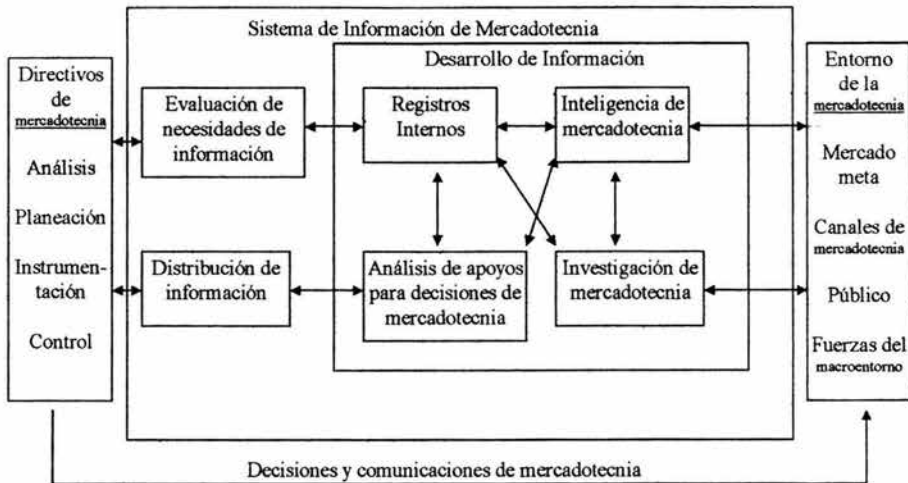 Sistema de Información de Mercadotecnia
Desarrollo de Información
Directivos
de
mercadotecnia
Análisis
Planeación
Instrumen-
tación
Control
Evaluación de
necesidades de
información
Distribución de
información
Registros
Internos
Inteligencia de
mercadotecnia
Análisis de apoyos
para decisiones de
mercadotecnia
Investigación de
mercadotecnia
Entorno
de la
mercadotecnia
Mercado
meta
Canales de
mercadotecnia
Público
Fuerzas del
macroentorno
Decisiones y comunicaciones de mercadotecnia